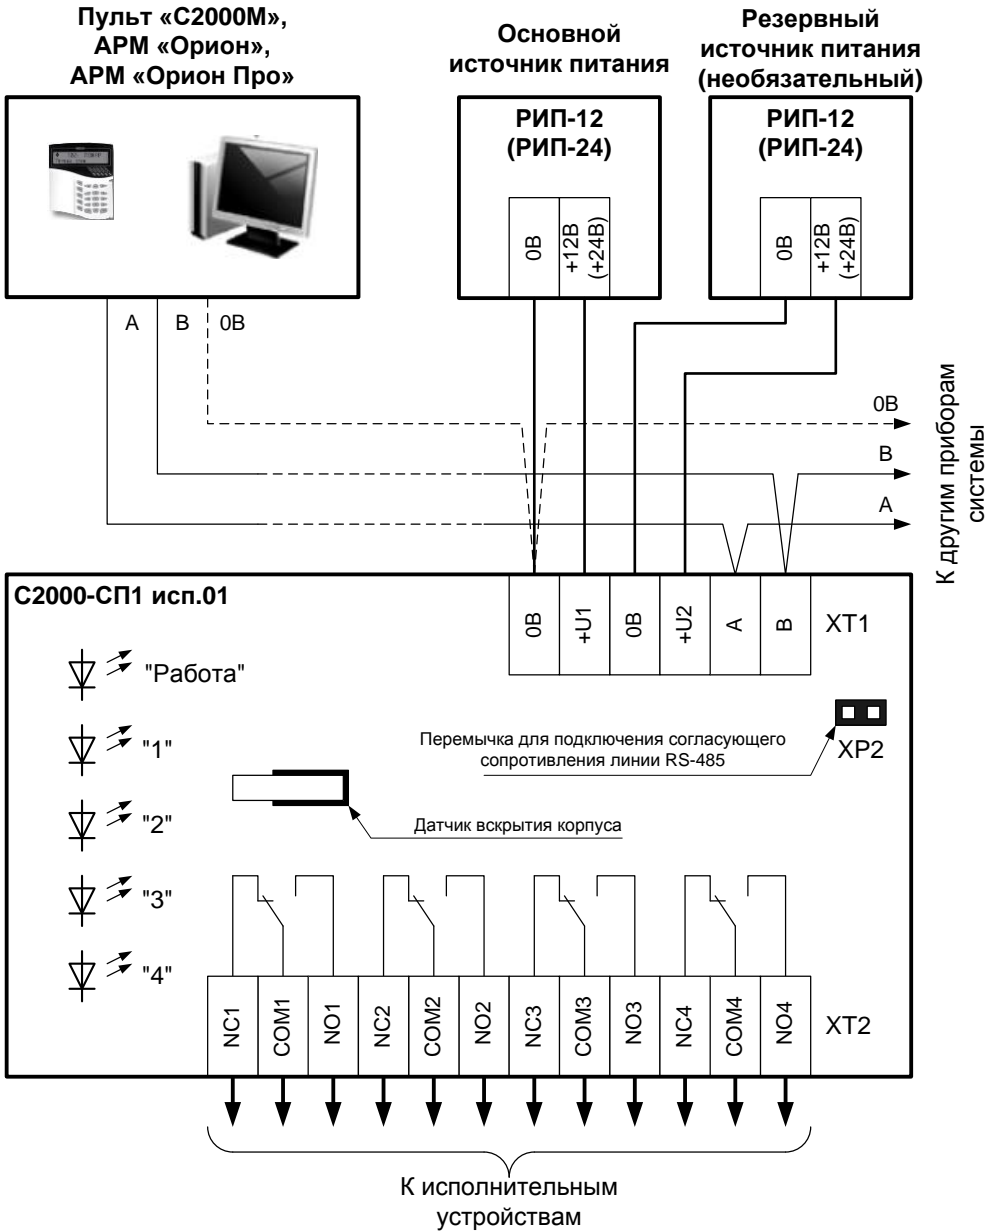 Пульт «С2000М»,
АРМ «Орион»,
АРМ «Орион Про»
Основной
источник питания
Резервный
источник питания
(необязательный)
РИП-12
(РИП-24)
0В
+12В
(+24В)
РИП-12
(РИП-24)
0В
+12В
(+24В)
A
B
0В
0В
B
A
К другим приборам
системы
С2000-СП1 исп.01
0В
+U1
0В
+U2
A
B
XT1
"Работа"
"1"
"2"
"3"
"4"
Перемычка для подключения согласующего
сопротивления линии RS-485
XP2
Датчик вскрытия корпуса
NC1
COM1
NO1
NC2
COM2
NO2
NC3
COM3
NO3
NC4
COM4
NO4
XT2
К исполнительным
устройствам